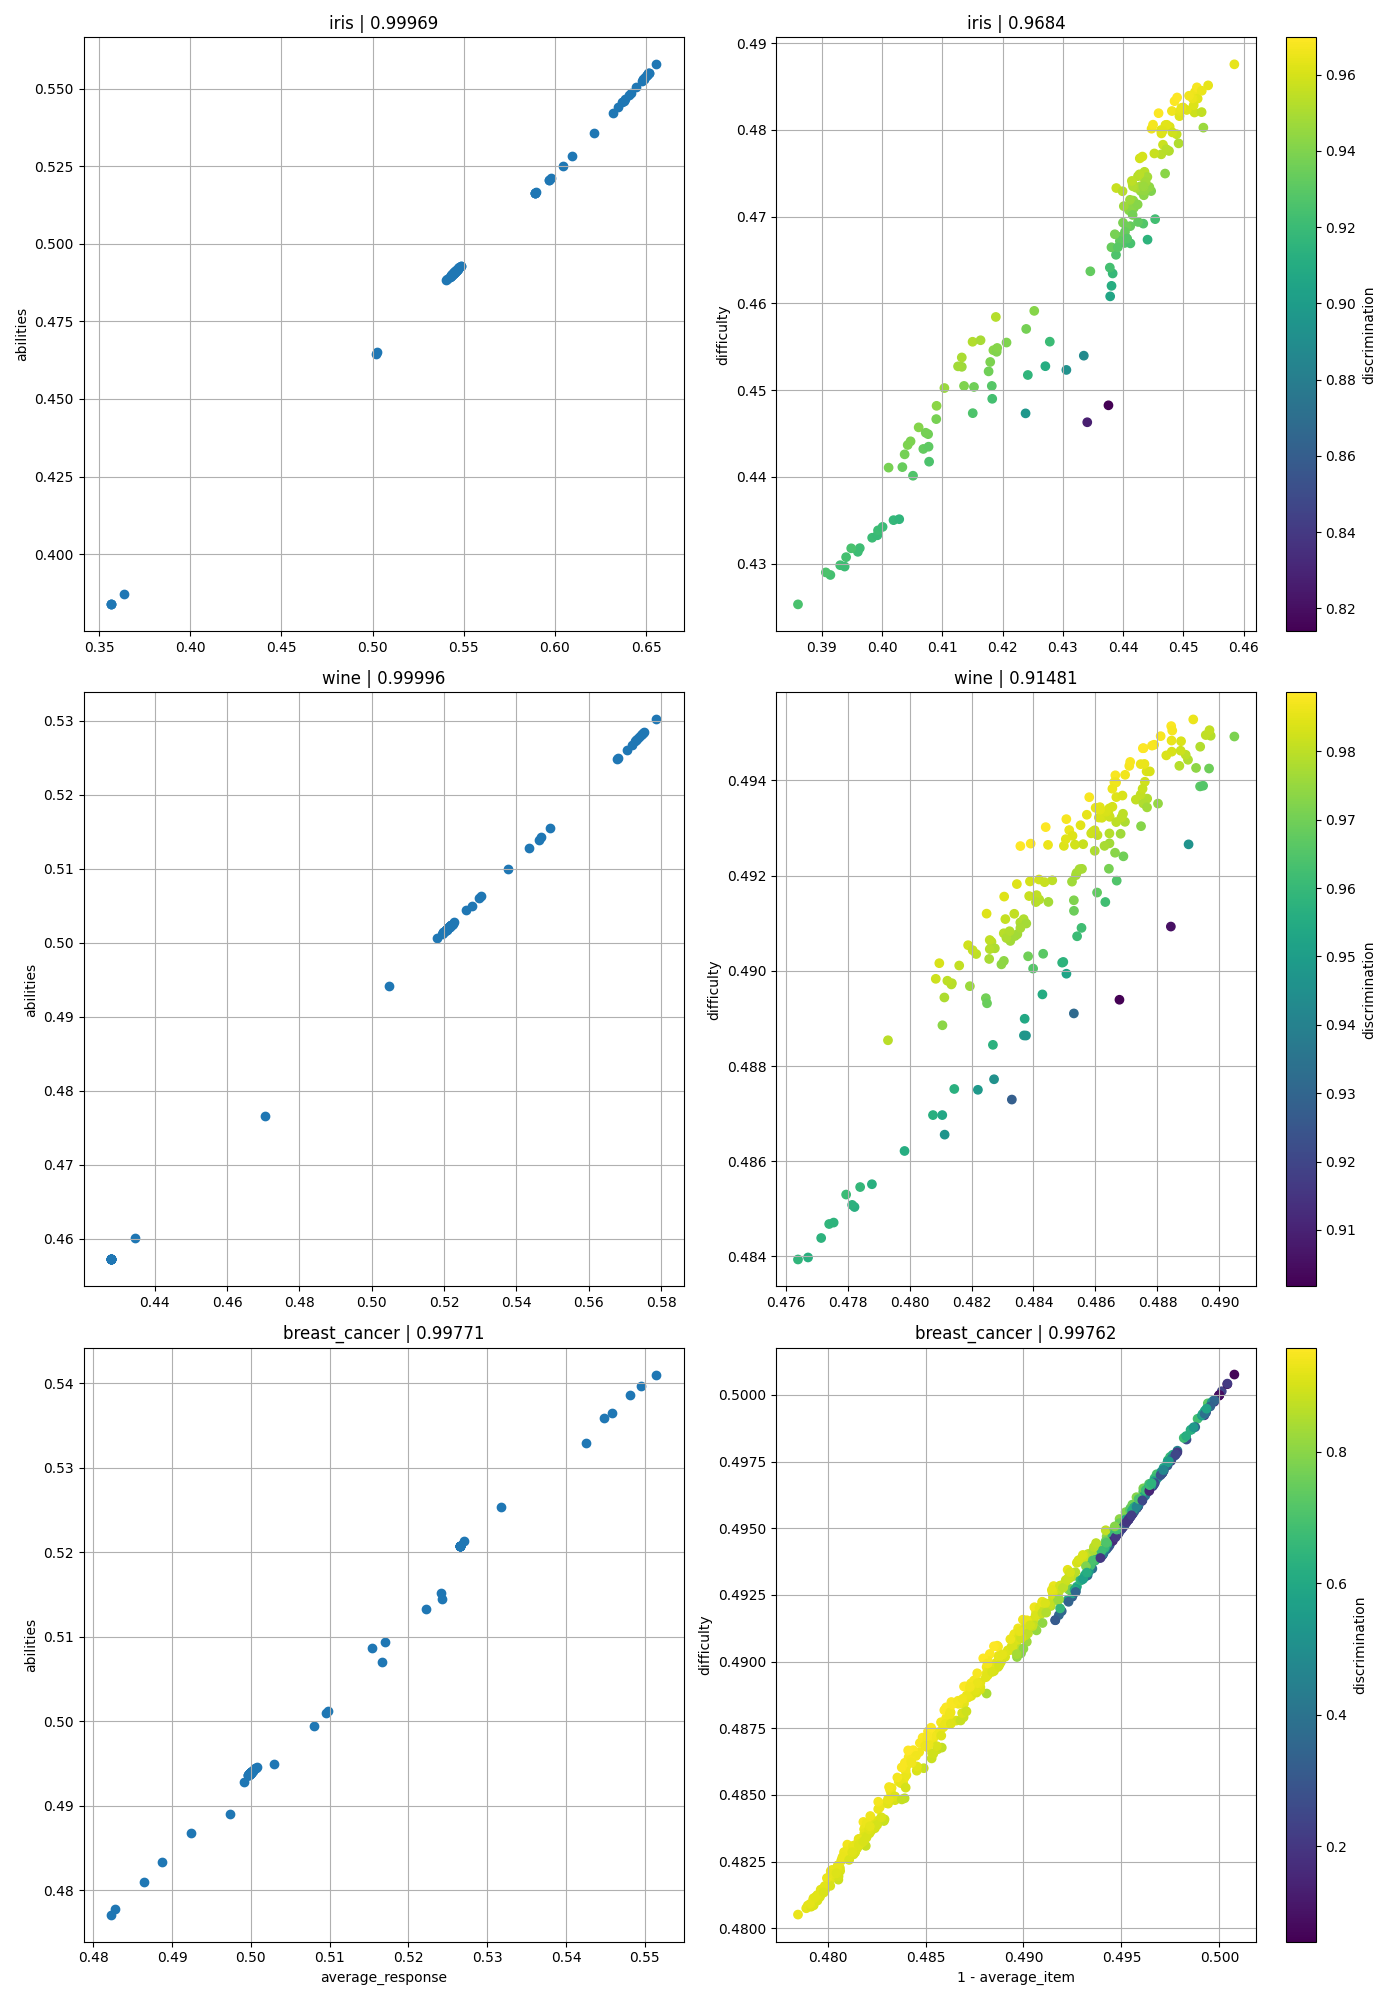 iris | 0.99969
iris | 0.9684
0.550
0.525
0.500
0.475
0.450
0.425
0.400
abilities
0.35 0.40 0.45 0.50 0.55 0.60 0.65
0.49
0.48
0.47
0.46
0.45
0.44
0.43
difficulty
0.39 0.40 0.41 0.42 0.43 0.44 0.45 0.46
0.96
0.94
0.92
0.90
0.88
0.86
0.84
0.82
discrimination
wine | 0.99996
wine | 0.91481
0.53
0.52
0.51
0.50
0.49
0.48
0.47
0.46
abilities
0.44 0.46 0.48 0.50 0.52 0.54 0.56 0.58
0.494
0.492
0.490
0.488
0.486
0.484
difficulty
0.476 0.478 0.480 0.482 0.484 0.486 0.488 0.490
0.98
0.97
0.96
0.95
0.94
0.93
0.92
0.91
discrimination
breast_cancer | 0.99771
breast_cancer | 0.99762
0.54
0.53
0.52
0.51
0.50
0.49
0.48
abilities
0.48 0.49 0.50 0.51 0.52 0.53 0.54 0.55
average_response
0.5000
0.4975
0.4950
0.4925
0.4900
0.4875
0.4850
0.4825
0.4800
difficulty
0.480 0.485 0.490 0.495 0.500
1 - average_item
0.8
0.6
0.4
0.2
discrimination